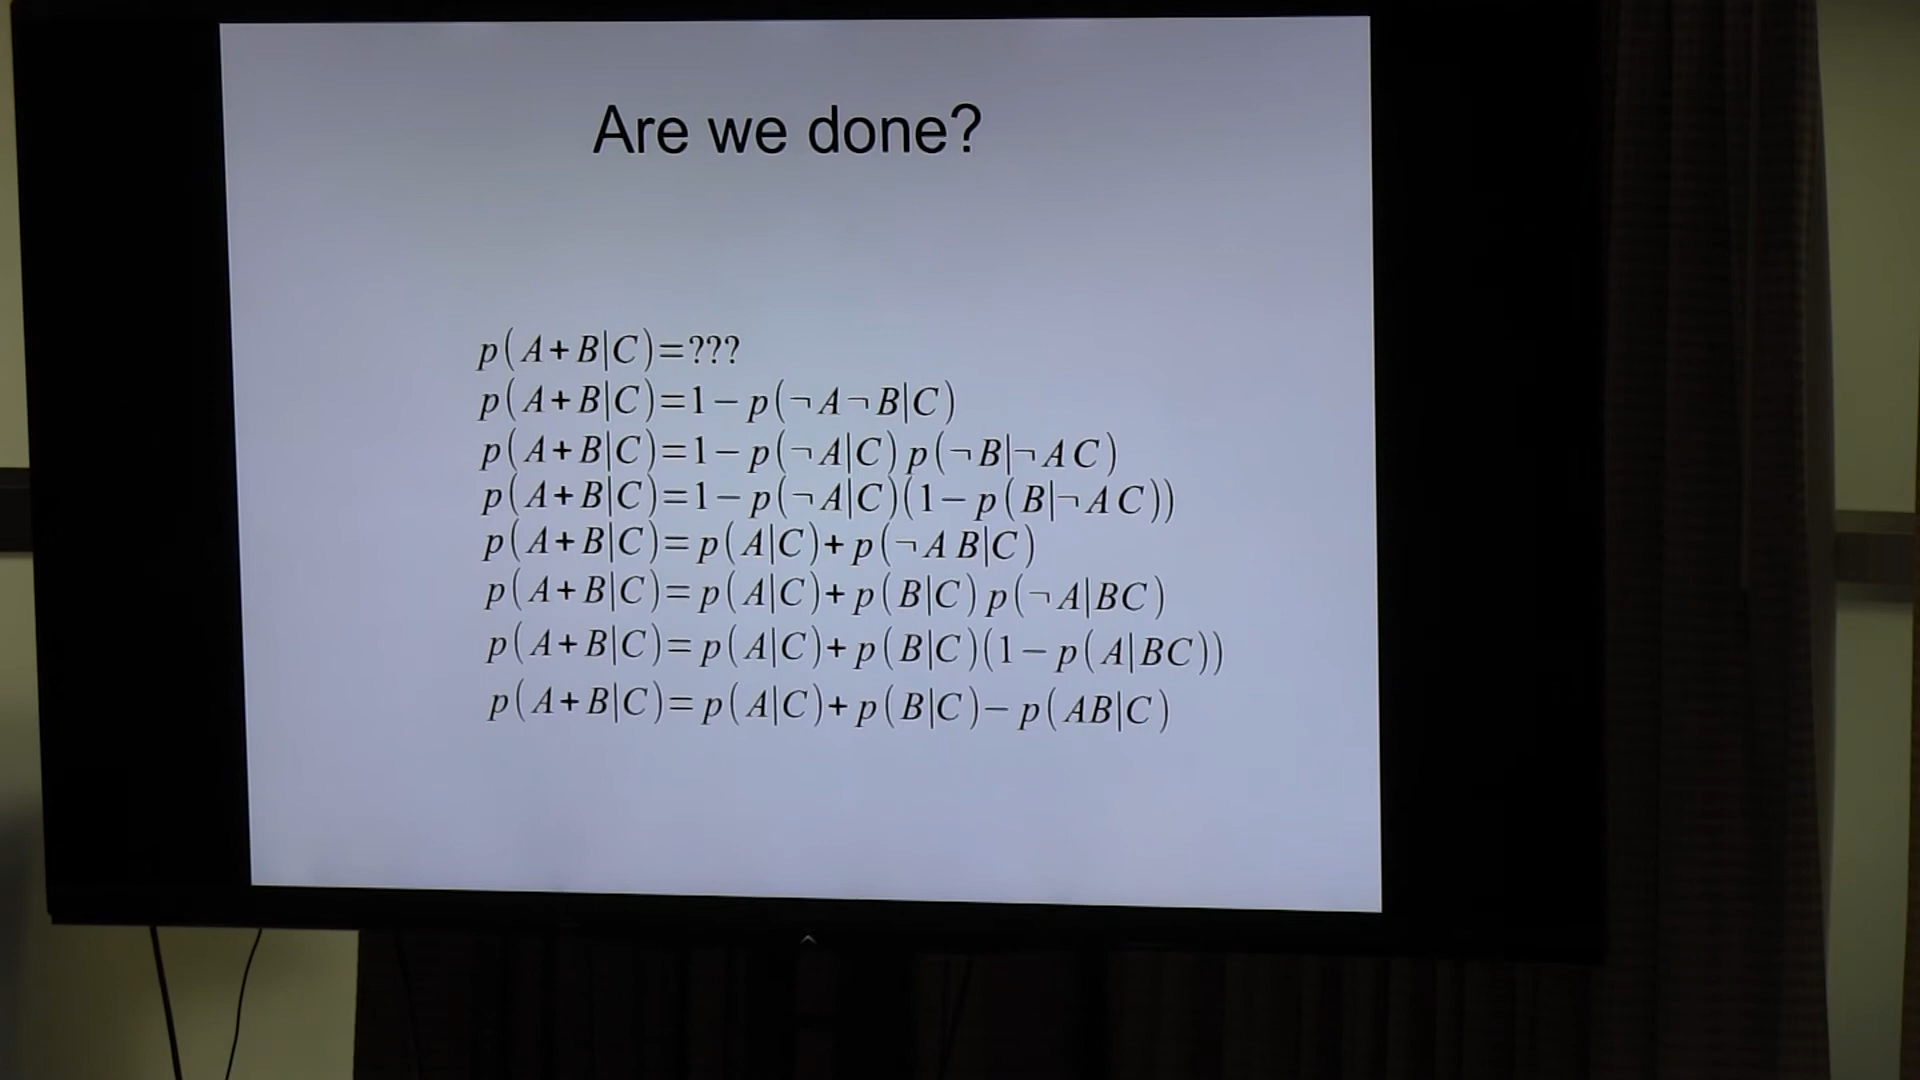 Are we done?
p(A+B|C)=???
p(A+B|C)=1−p(¬A¬B|C)
p(A+B|C)=1−p(¬A|C)p(¬B|¬AC)
p(A+B|C)=1−p(¬A|C)(1−p(B|¬AC))
p(A+B|C)=p(A|C)+p(¬AB|C)
p(A+B|C)=p(A|C)+p(B|C)p(¬A|BC)
p(A+B|C)=p(A|C)+p(B|C)(1−p(A|BC))
p(A+B|C)=p(A|C)+p(B|C)−p(AB|C)